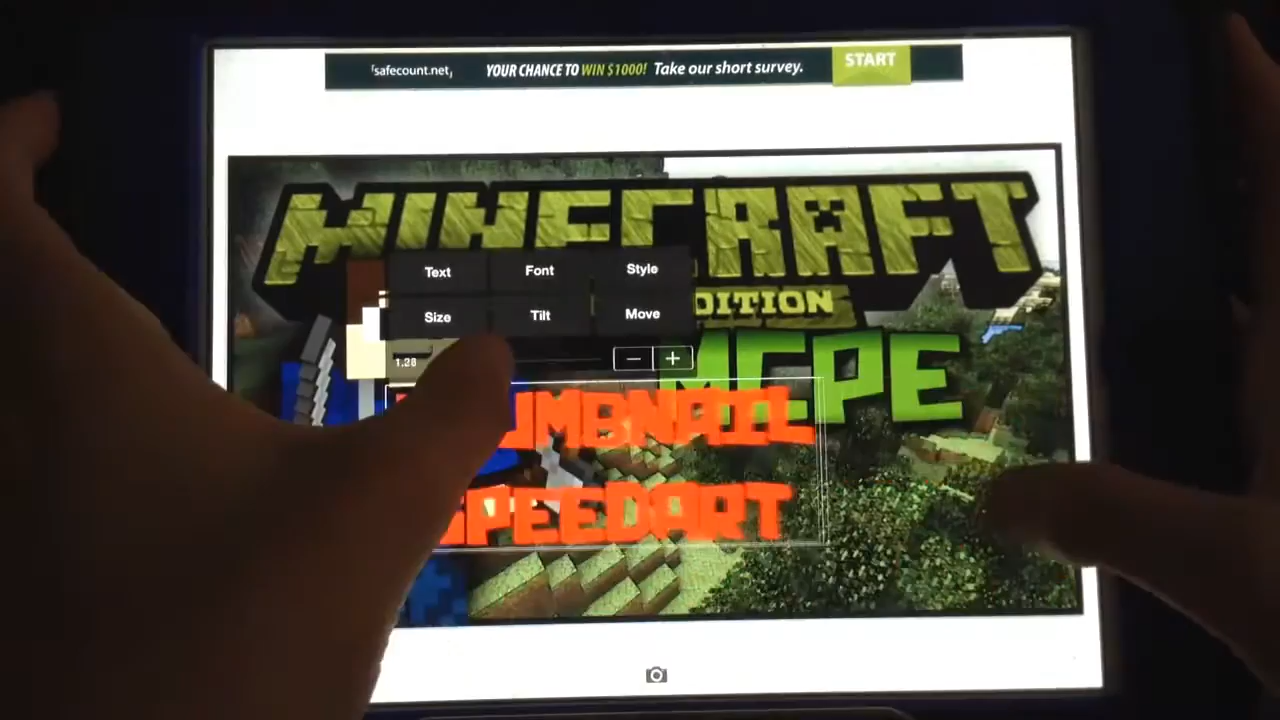 safecount.net YOUR CHANCE TO WIN $1000! Take our short survey. START
MINECRAFT
Text Font Style
EDITION
Size Tilt Move
1.28 − +
MCPE
UMBNAIL
SPEEDART